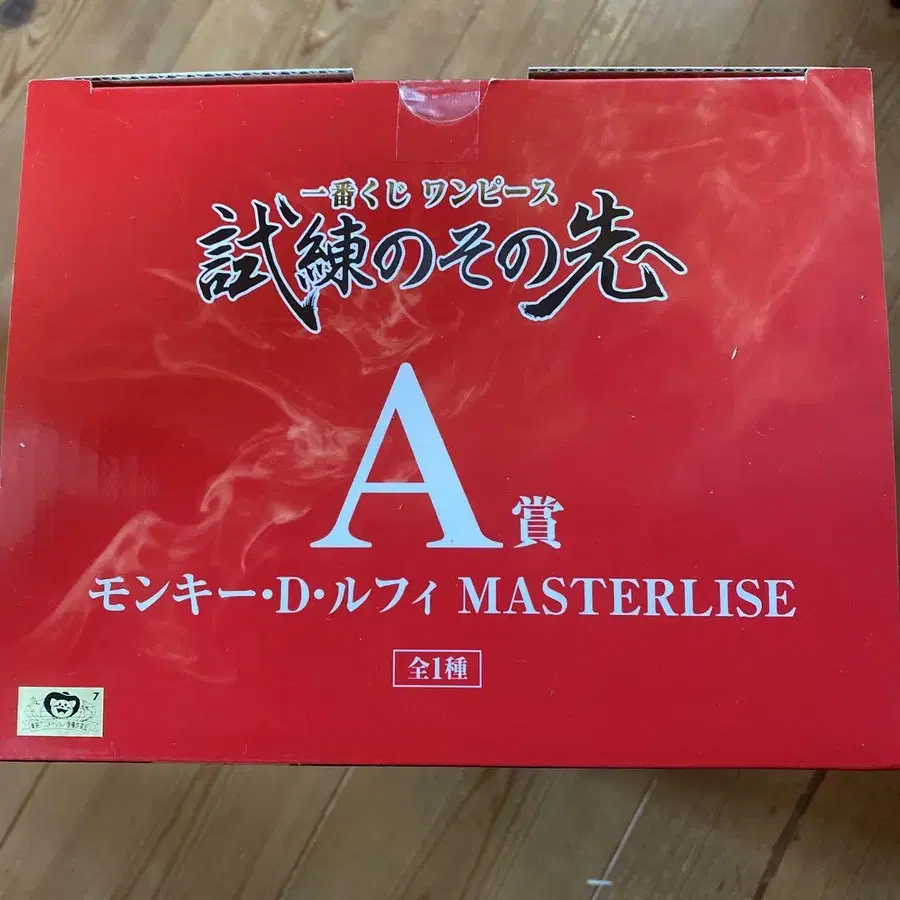 一番くじ ワンピース
試練のその先へ
A賞
モンキー・D・ルフィ MASTERLISE
全1種
7